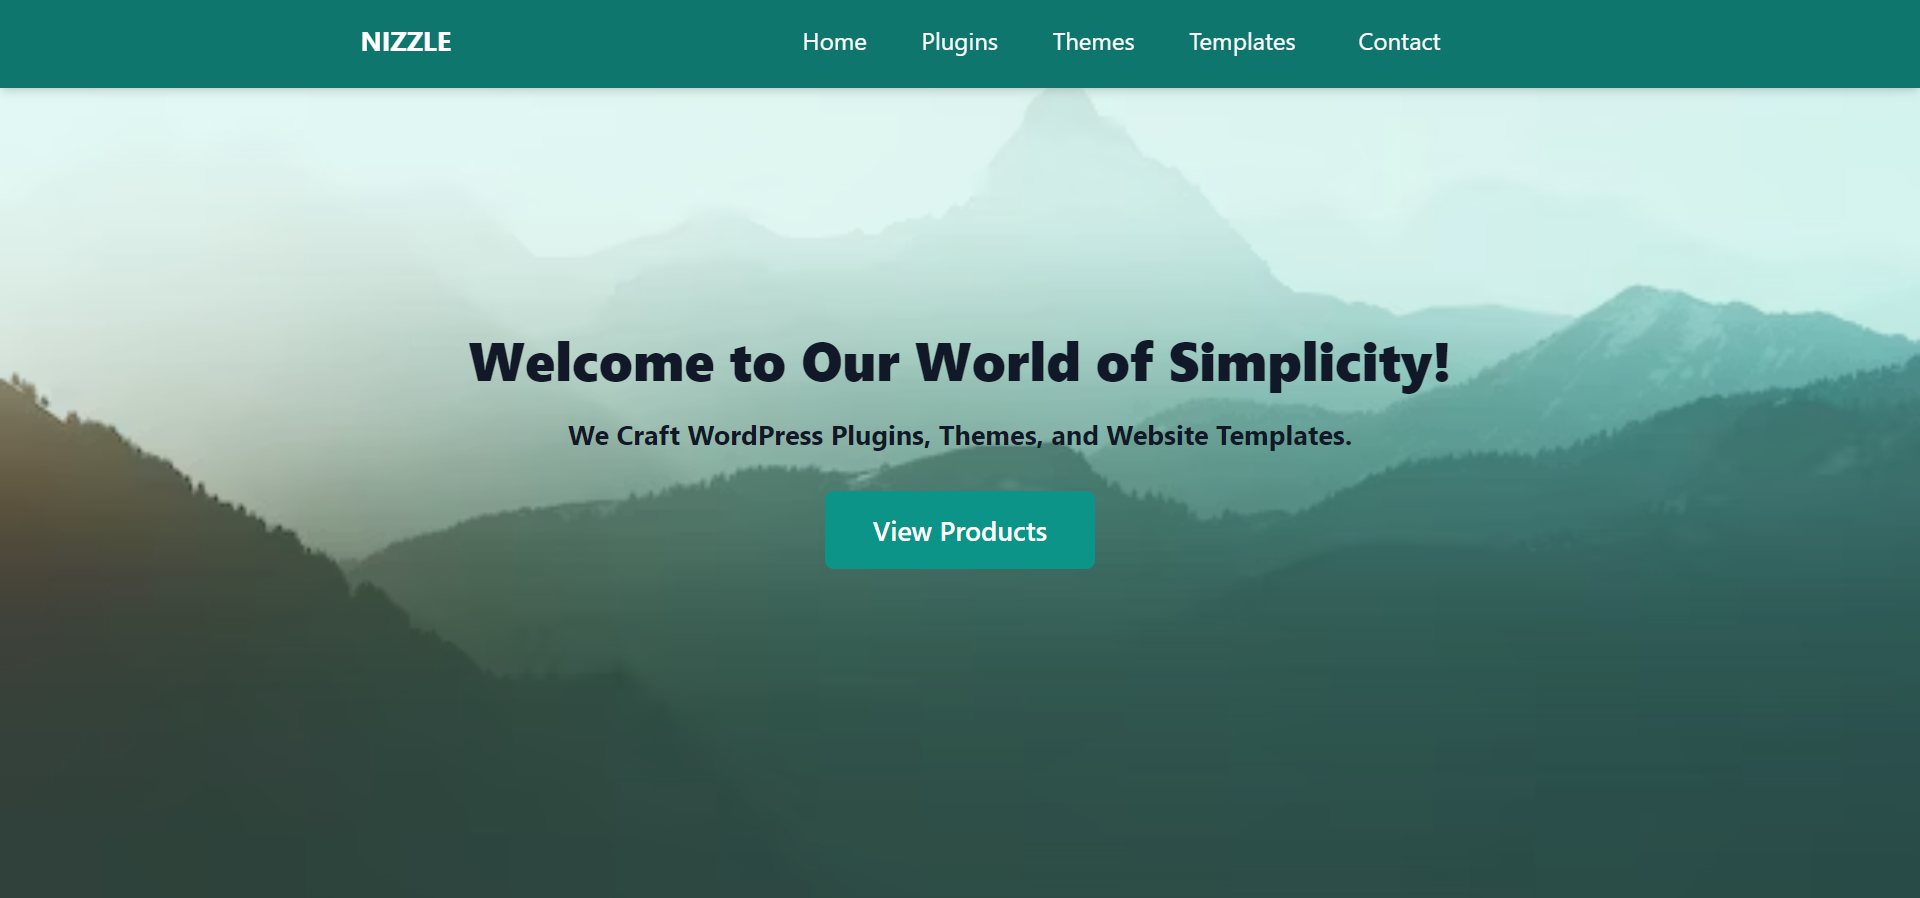 NIZZLE Home Plugins Themes Templates Contact
Welcome to Our World of Simplicity!
We Craft WordPress Plugins, Themes, and Website Templates.
View Products